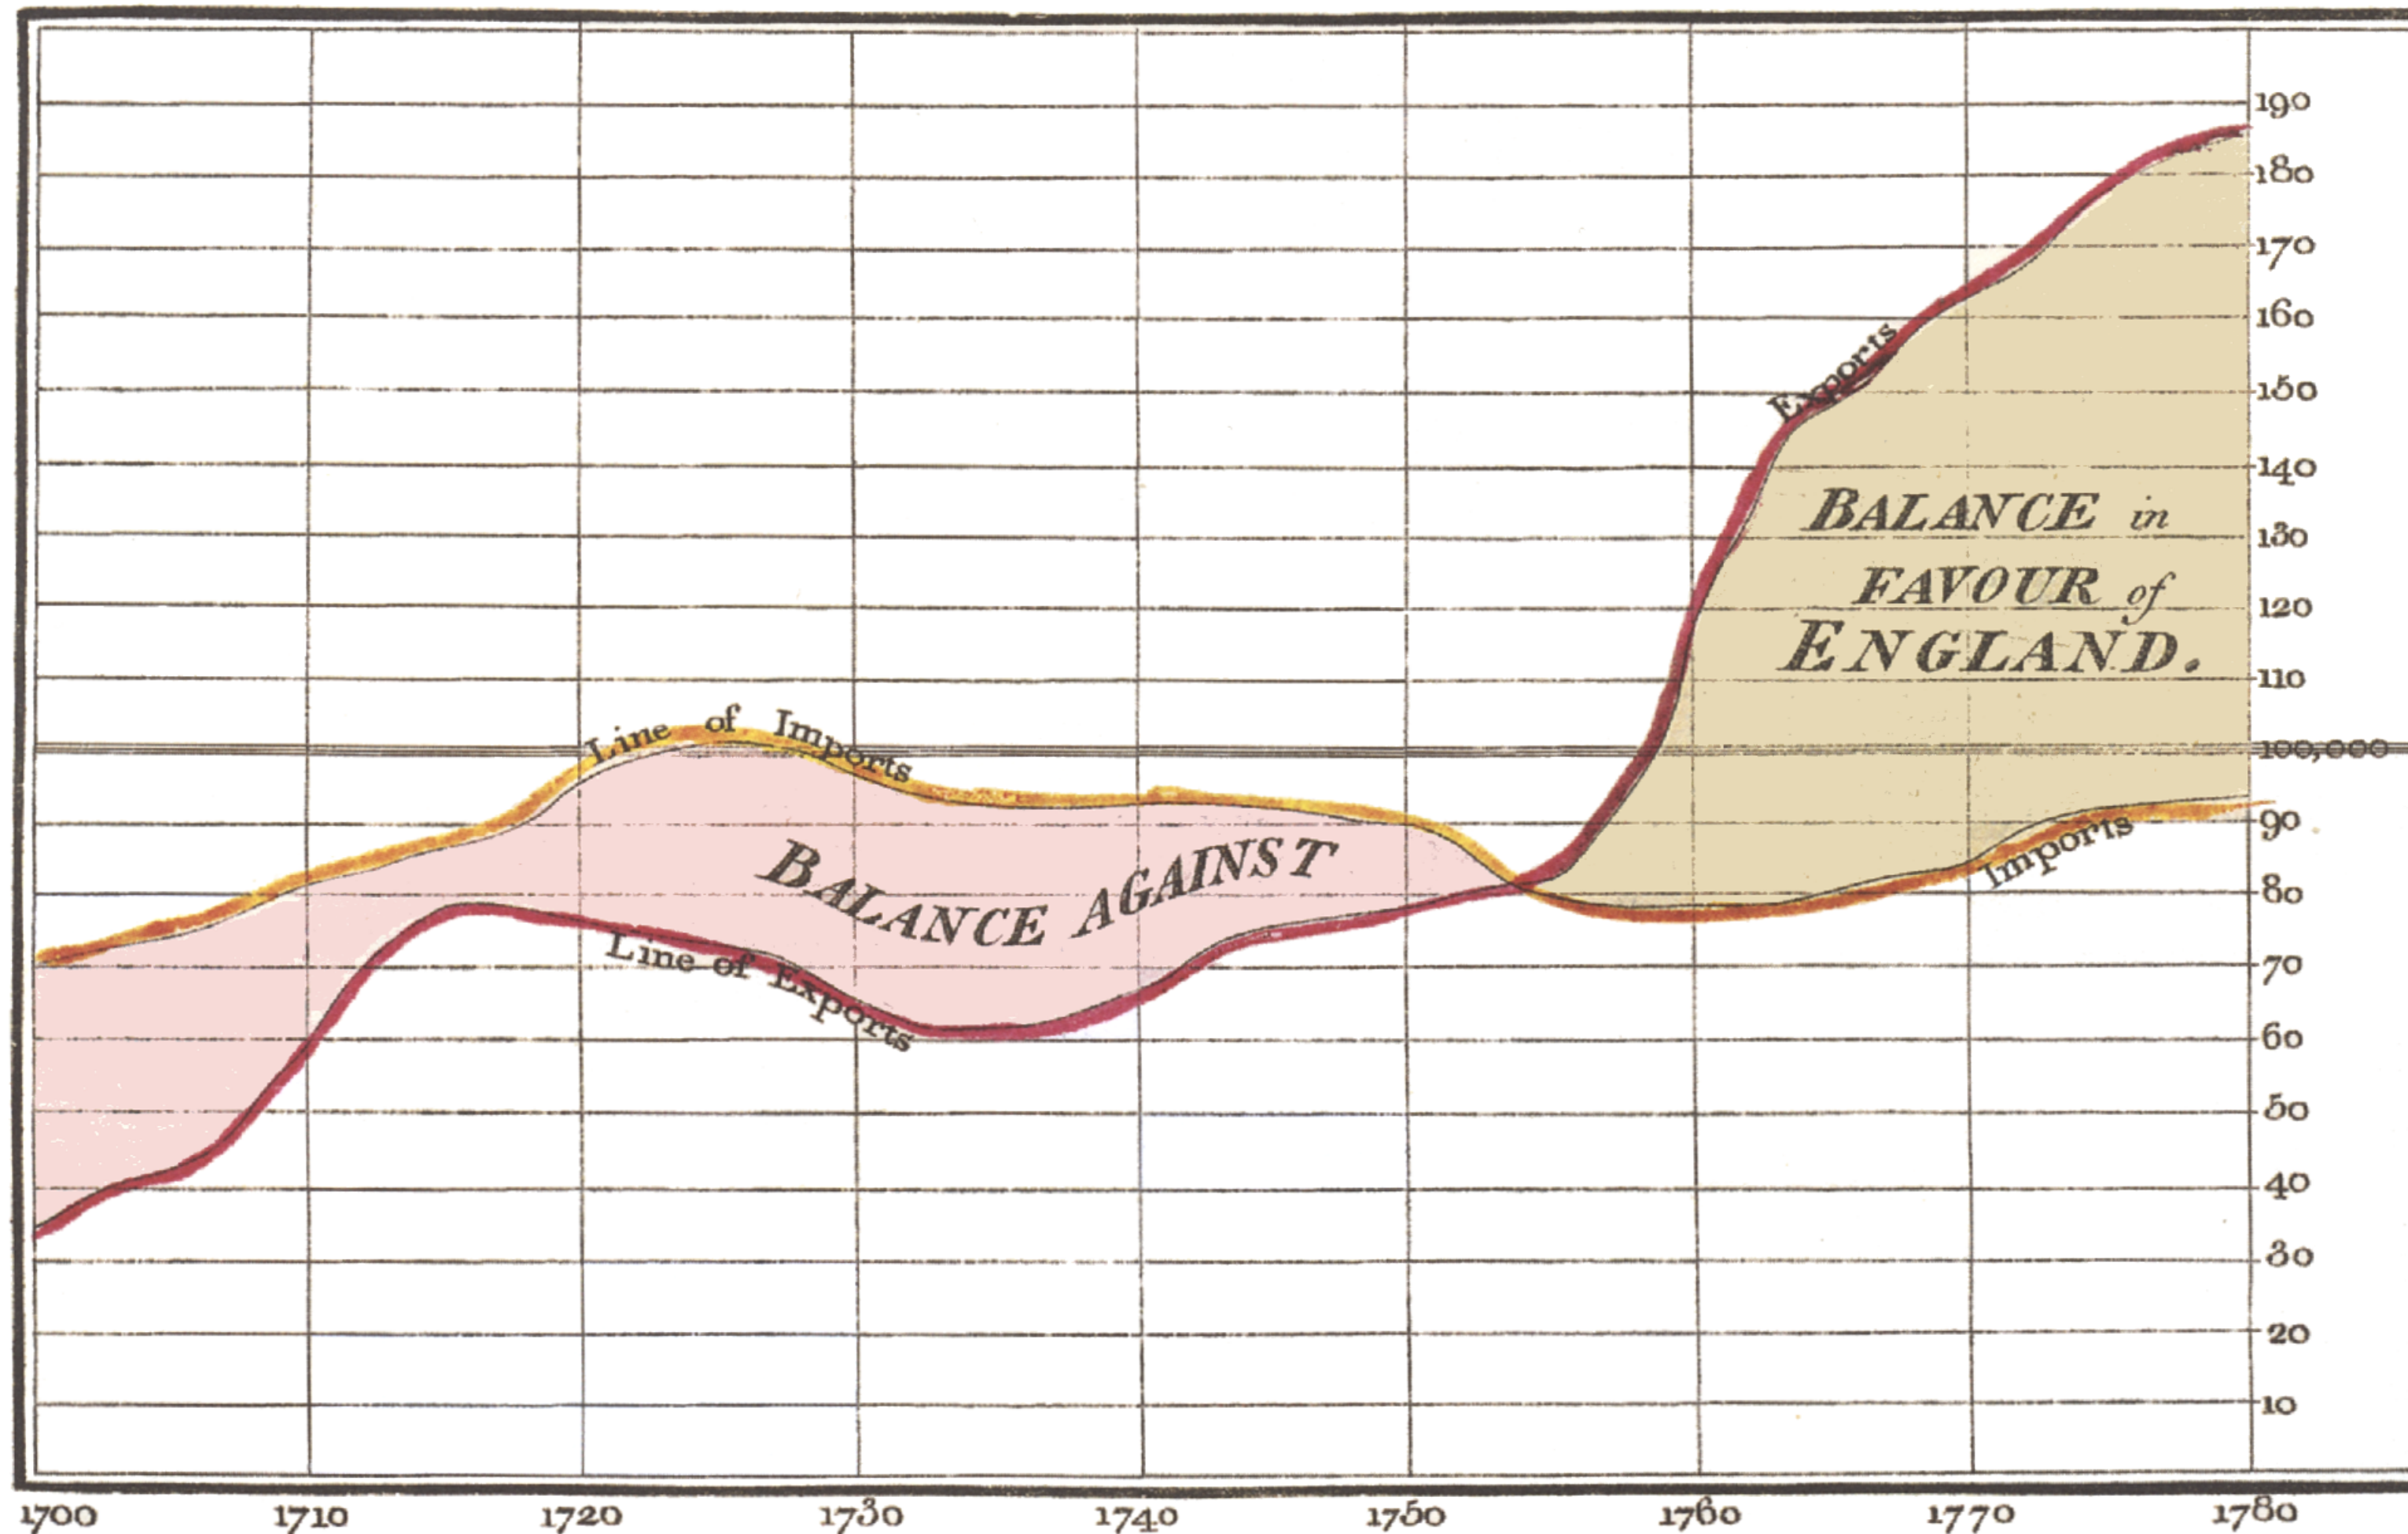 190
180
170
160
150
140
130
120
110
100,000
90
80
70
60
50
40
30
20
10
Exports
BALANCE in
FAVOUR of
ENGLAND.
Line of Imports
BALANCE AGAINST
Imports
Line of Exports
1700 1710 1720 1730 1740 1750 1760 1770 1780